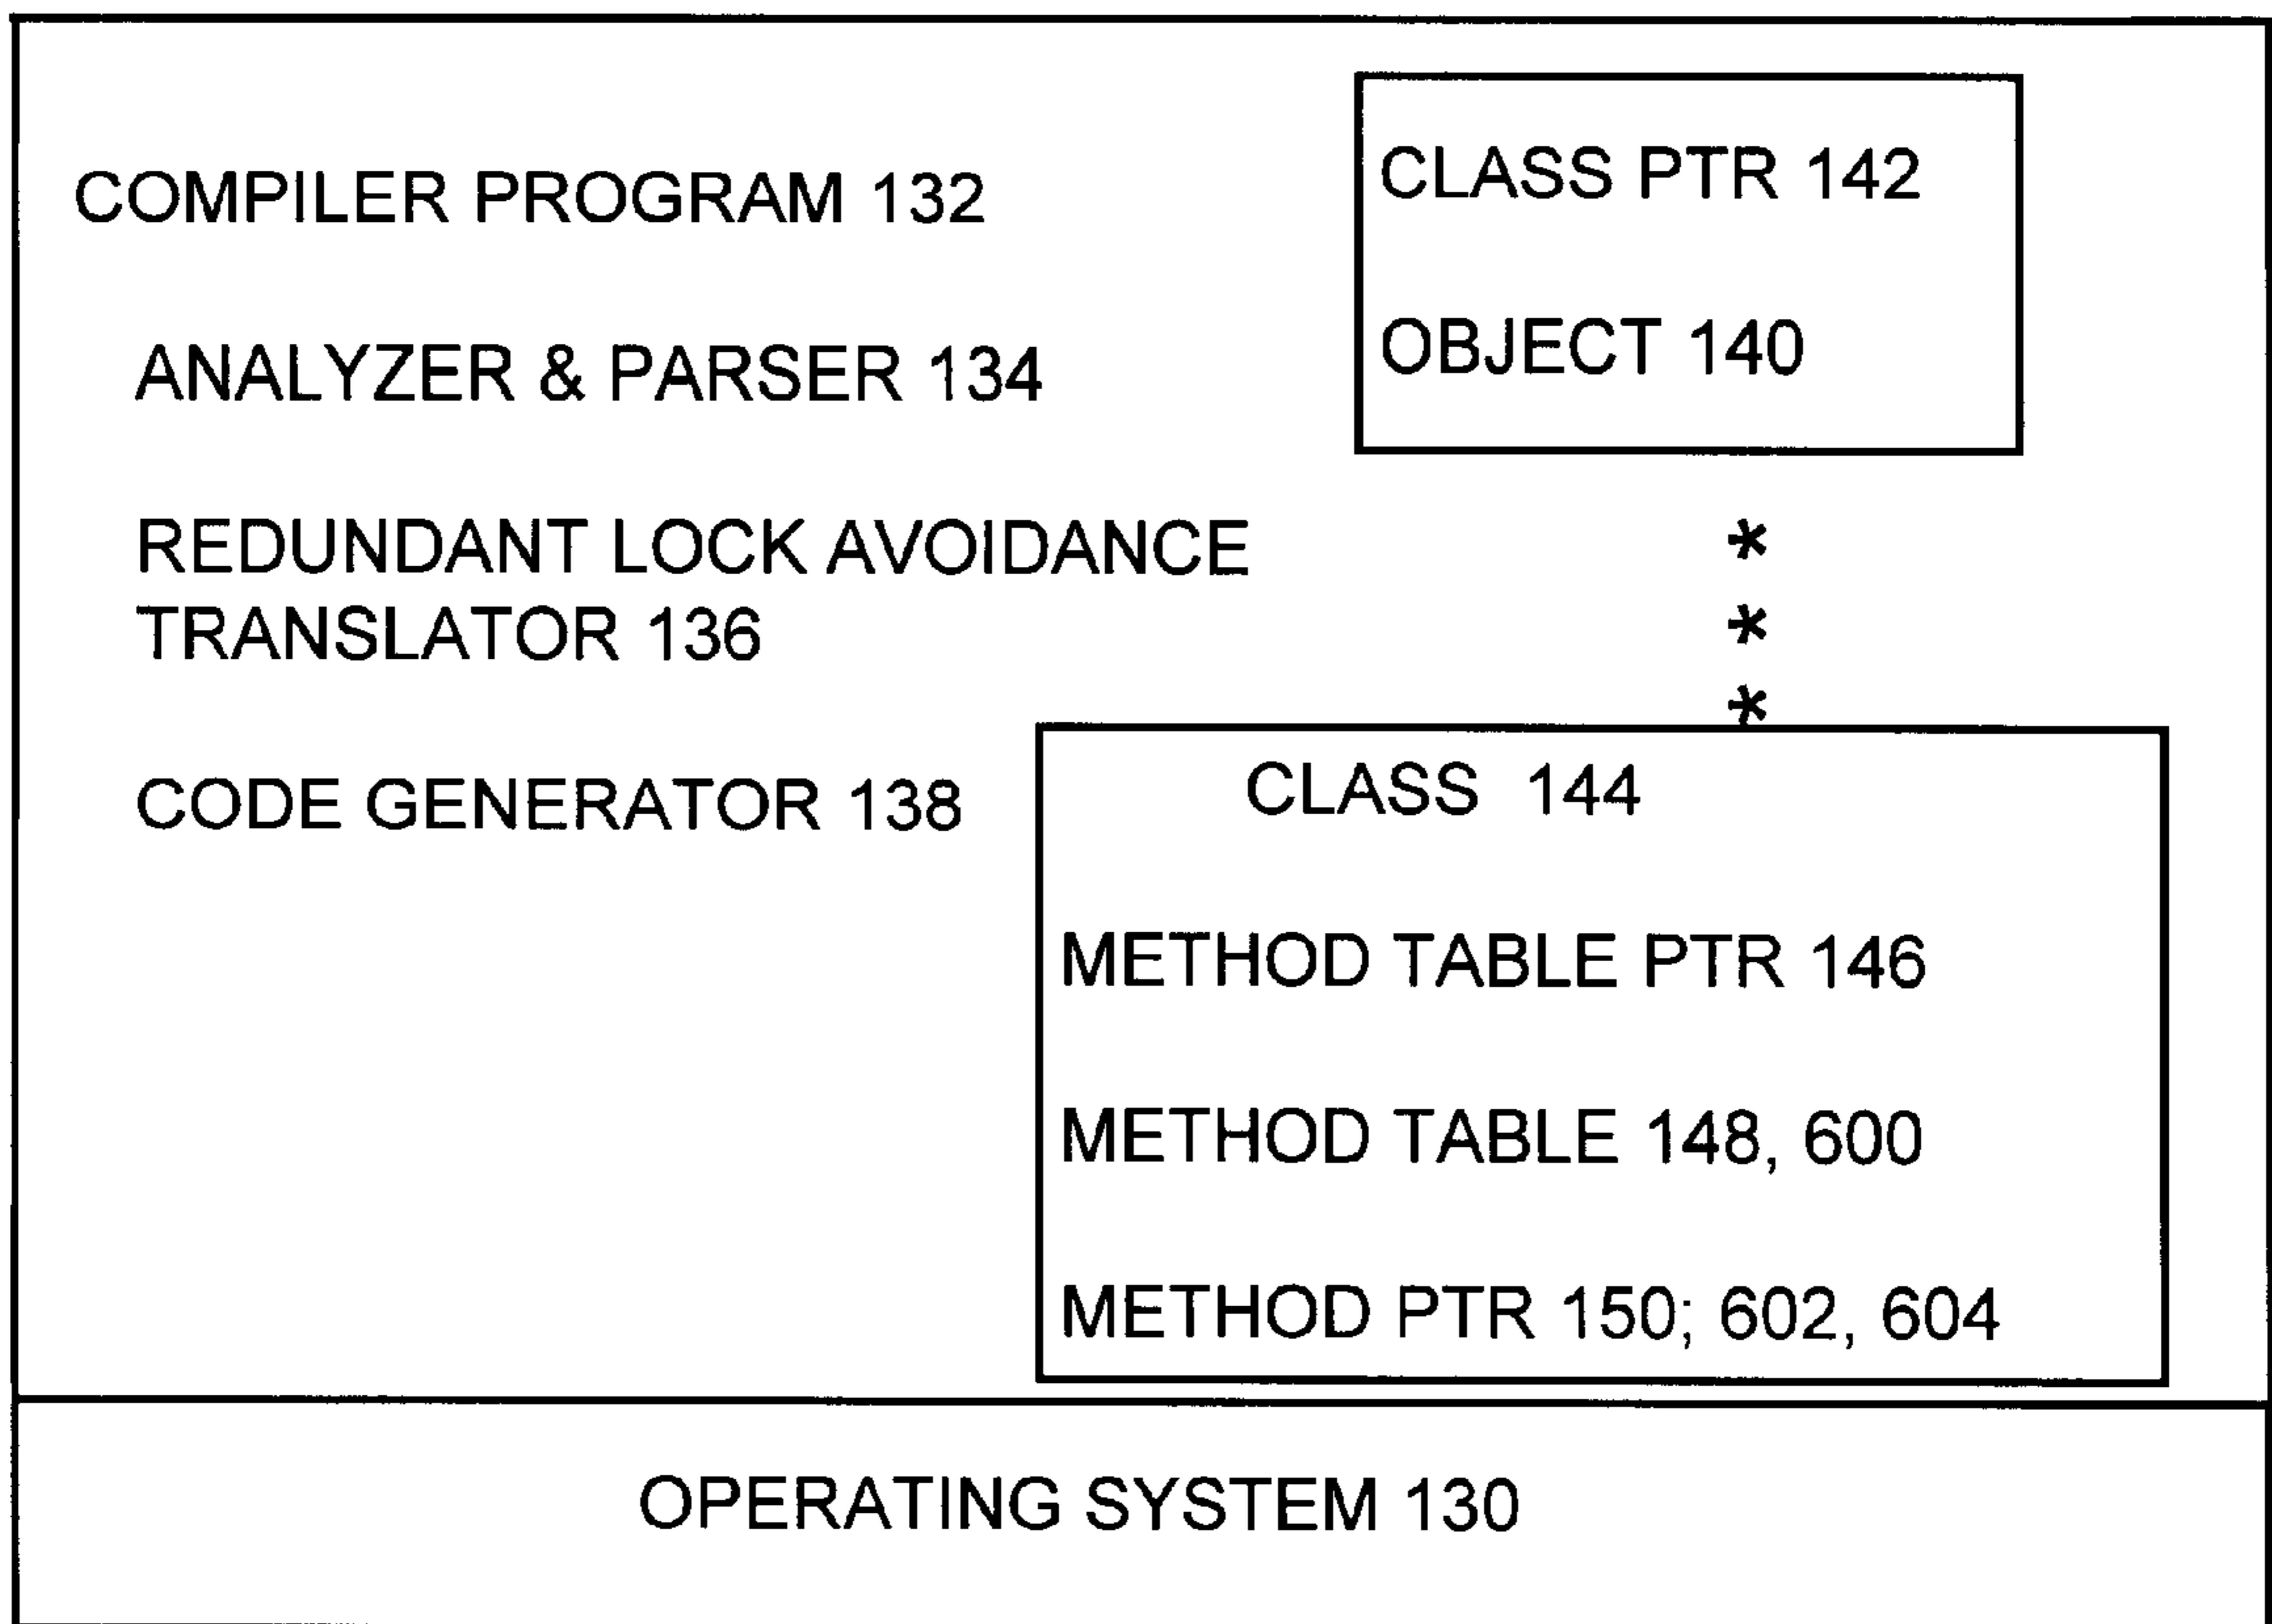 COMPILER PROGRAM 132
ANALYZER & PARSER 134
REDUNDANT LOCK AVOIDANCE
TRANSLATOR 136
CODE GENERATOR 138
CLASS PTR 142
OBJECT 140
*
*
*
CLASS 144
METHOD TABLE PTR 146
METHOD TABLE 148, 600
METHOD PTR 150; 602, 604
OPERATING SYSTEM 130